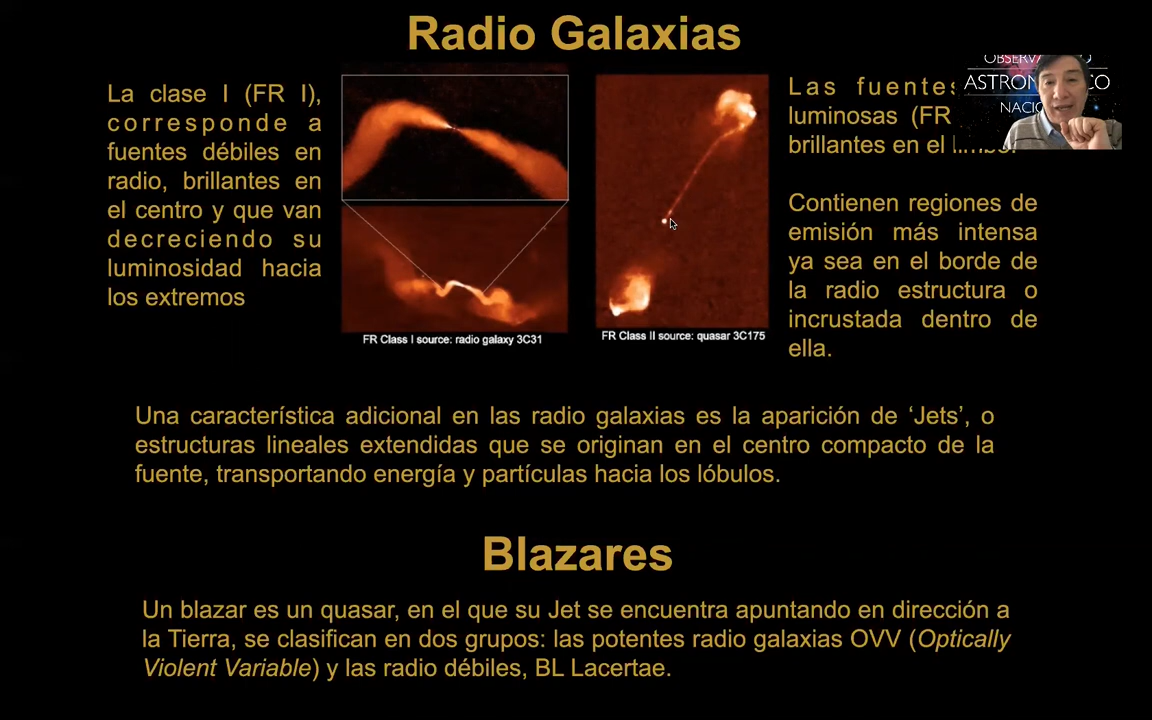 Radio Galaxias
La clase I (FR I),
corresponde a
fuentes débiles en
radio, brillantes en
el centro y que van
decreciendo su
luminosidad hacia
los extremos
FR Class I source: radio galaxy 3C31
FR Class II source: quasar 3C175
Las fuentes
luminosas (FR
brillantes en el
Contienen regiones de
emisión más intensa
ya sea en el borde de
la radio estructura o
incrustada dentro de
ella.
Una característica adicional en las radio galaxias es la aparición de ‘Jets’, o
estructuras lineales extendidas que se originan en el centro compacto de la
fuente, transportando energía y partículas hacia los lóbulos.
Blazares
Un blazar es un quasar, en el que su Jet se encuentra apuntando en dirección a
la Tierra, se clasifican en dos grupos: las potentes radio galaxias OVV (Optically
Violent Variable) y las radio débiles, BL Lacertae.